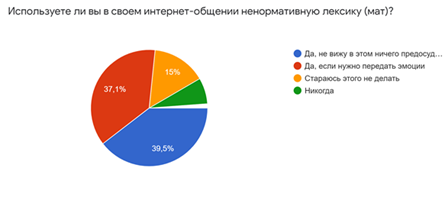 Используете ли вы в своем интернет-общении ненормативную лексику (мат)?
Да, не вижу в этом ничего предосуд...
Да, если нужно передать эмоции
Стараюсь этого не делать
Никогда
15%
37,1%
39,5%